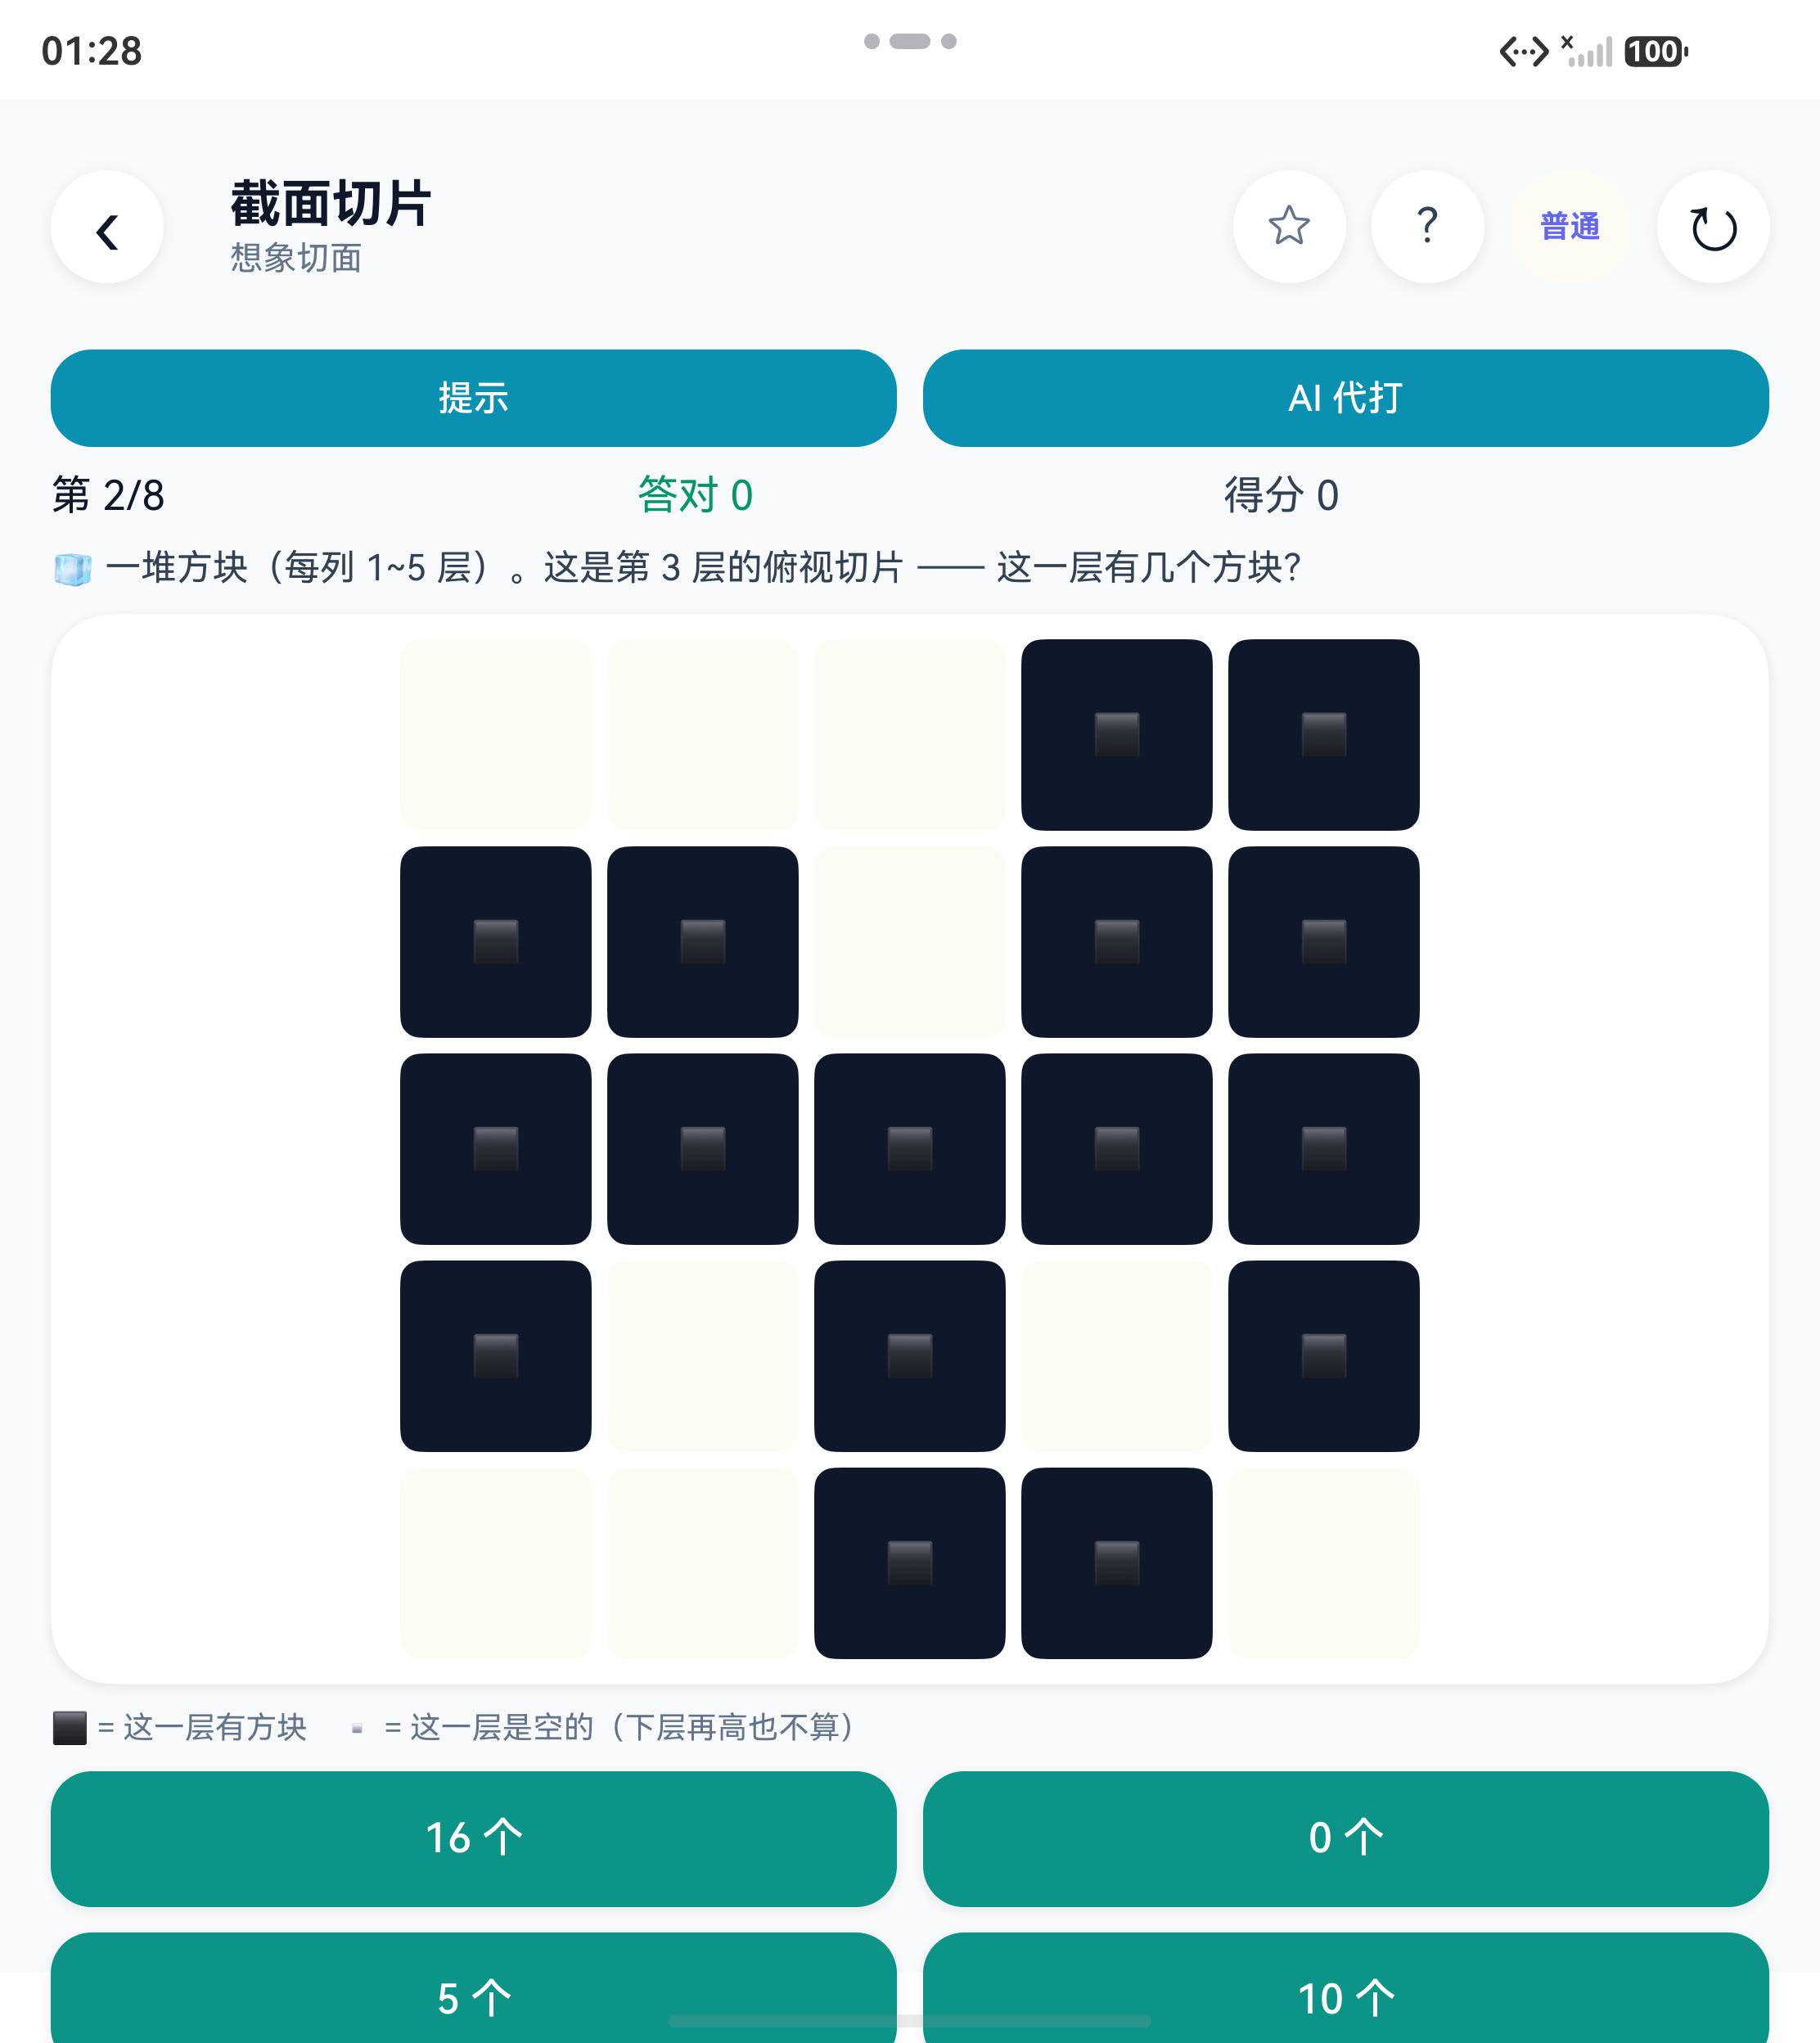 01:28
100
截面切片
想象切面
?
普通
提示
AI 代打
第 2/8
答对 0
得分 0
一堆方块（每列 1~5 层）。这是第 3 层的俯视切片 —— 这一层有几个方块?
= 这一层有方块 = 这一层是空的（下层再高也不算）
16 个
0 个
5 个
10 个